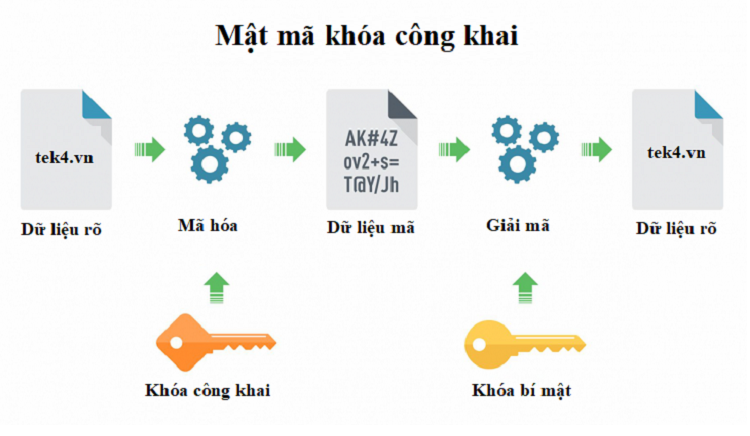 Mật mã khóa công khai
tek4.vn
AK#4Z
ov2+s=
T@Y/Jh
tek4.vn
Dữ liệu rõ
Mã hóa
Dữ liệu mã
Giải mã
Dữ liệu rõ
Khóa công khai
Khóa bí mật